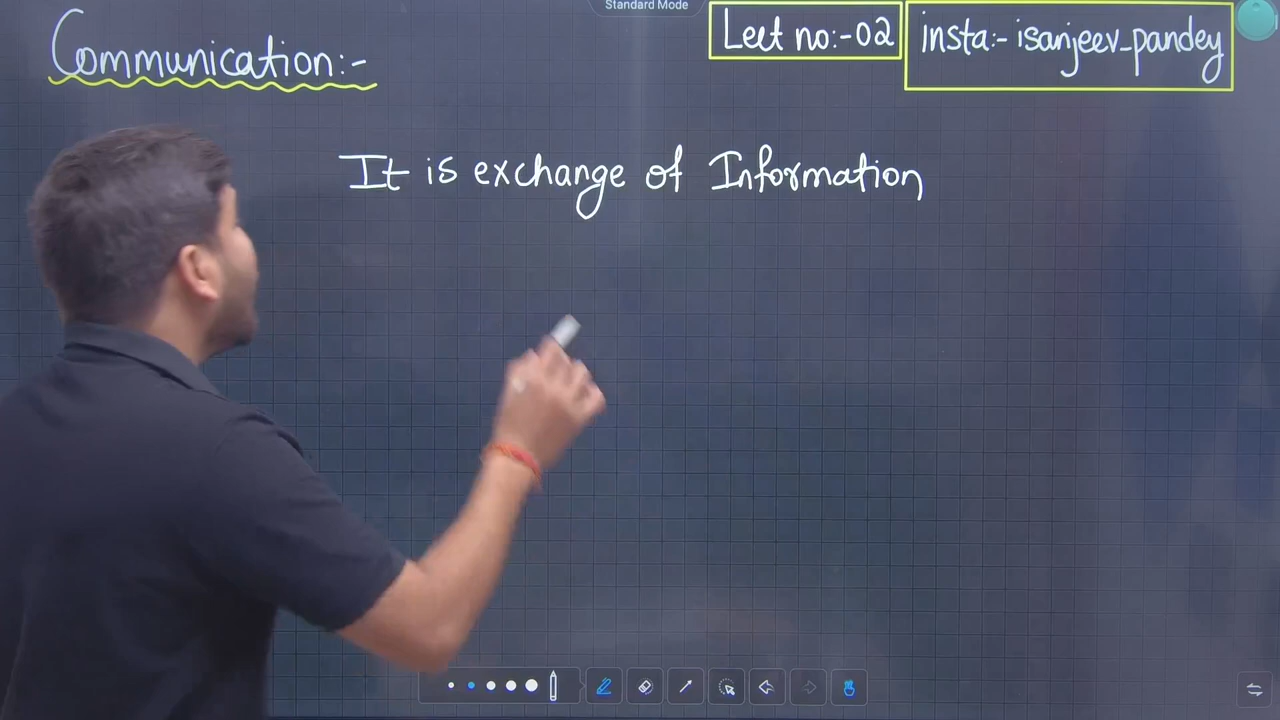 Standard Mode
Communication:-
Lect no:-02
insta:- isanjeev_pandey
It is exchange of Information